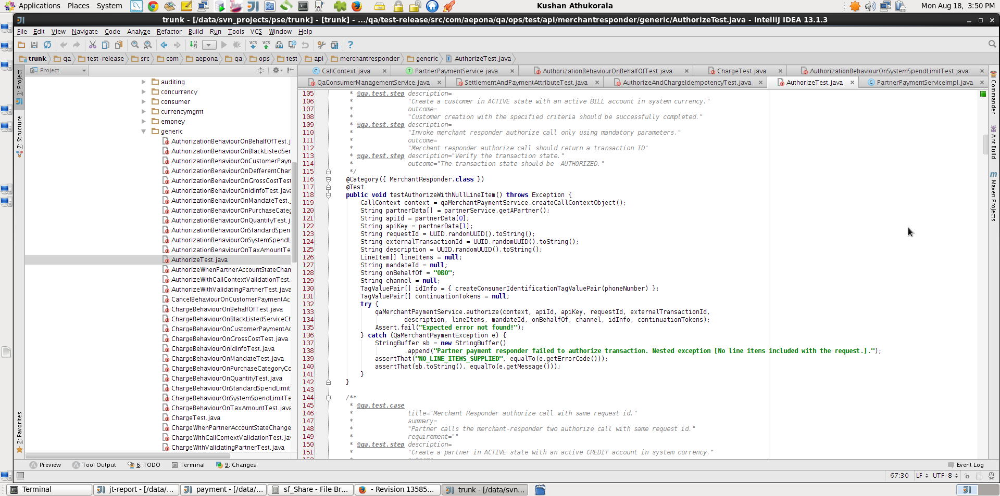 Applications Places System
Kushan Athukorala
Mon Aug 18, 3:50 PM
trunk - [/data/svn_projects/pse/trunk] - [trunk] - .../qa/test-release/src/com/aepona/qa/ops/test/api/merchantresponder/generic/AuthorizeTest.java - IntelliJ IDEA 13.1.3
File Edit View Navigate Code Analyze Refactor Build Run Tools VCS Window Help
trunk qa test-release src com aepona qa ops test api merchantresponder generic AuthorizeTest.java
Project
CallContext.java PartnerPaymentService.java AuthorizationBehaviourOnBehalfOfTest.java ChargeTest.java AuthorizationBehaviourOnSystemSpendLimitTest.java
QaConsumerManagementService.java SettlementAndPaymentAttributeTest.java AuthorizeAndChargeIdempotencyTest.java AuthorizeTest.java PartnerPaymentServiceImpl.java
1: Project
7: Structure
2: Favorites
auditing
concurrency
consumer
currencymgmt
emoney
generic
AuthorizationBehaviourOnBehalfOfTest.j
AuthorizationBehaviourOnBlackListedSer
AuthorizationBehaviourOnCustomerPayn
AuthorizationBehaviourOnDefferentChar
AuthorizationBehaviourOnGrossCostTest
AuthorizationBehaviourOnIdInfoTest.java
AuthorizationBehaviourOnMandateTest.
AuthorizationBehaviourOnPurchaseCateg
AuthorizationBehaviourOnQuantityTest.j
AuthorizationBehaviourOnStandardSpen
AuthorizationBehaviourOnSystemSpendL
AuthorizationBehaviourOnTaxAmountTe
AuthorizeTest.java
AuthorizeWhenPartnerAccountStateChan
AuthorizeWithCallContextValidationTest.
AuthorizeWithValidatingPartnerTest.java
CancelBehaviourOnCustomerPaymentAc
ChargeBehaviourOnBehalfOfTest.java
ChargeBehaviourOnBlackListedServiceCh
ChargeBehaviourOnCustomerPaymentAc
ChargeBehaviourOnGrossCostTest.java
ChargeBehaviourOnIdInfoTest.java
ChargeBehaviourOnMandateTest.java
ChargeBehaviourOnPurchaseCategoryCo
ChargeBehaviourOnQuantityTest.java
ChargeBehaviourOnStandardSpendLimit
ChargeBehaviourOnSystemSpendLimitTe
ChargeBehaviourOnTaxAmountTest.java
ChargeTest.java
ChargeWhenPartnerAccountStateChange
ChargeWithCallContextValidationTest.jav
ChargeWithValidatingPartnerTest.java
105 * @qa.test.step description=
106 * "Create a customer in ACTIVE state with an active BILL account in system currency."
107 * outcome=
108 * "Customer creation with the specified criteria should be successfully completed."
109 * @qa.test.step description=
110 * "Invoke merchant responder authorize call only using mandatory parameters."
111 * outcome=
112 * "Merchant responder authorize call should return a transaction ID"
113 * @qa.test.step description="Verify the transaction state."
114 * outcome="The transaction state should be  AUTHORIZED."
115 */
116 @Category({ MerchantResponder.class })
117 @Test
118 public void testAuthorizeWithNullLineItem() throws Exception {
119 CallContext context = qaMerchantPaymentService.createCallContextObject();
120 String partnerData[] = partnerService.getAPartner();
121 String apiId = partnerData[0];
122 String apiKey = partnerData[1];
123 String requestId = UUID.randomUUID().toString();
124 String externalTransactionId = UUID.randomUUID().toString();
125 String description = UUID.randomUUID().toString();
126 LineItem[] lineItems = null;
127 String mandateId = null;
128 String onBehalfOf = "OBO";
129 String channel = null;
130 TagValuePair[] idInfo = { createConsumerIdentificationTagValuePair(phoneNumber) };
131 TagValuePair[] continuationTokens = null;
132 try {
133 qaMerchantPaymentService.authorize(context, apiId, apiKey, requestId, externalTransactionId,
134 description, lineItems, mandateId, onBehalfOf, channel, idInfo, continuationTokens);
135 Assert.fail("Expected error not found!");
136 } catch (QaMerchantPaymentException e) {
137 StringBuffer sb = new StringBuffer()
138 .append("Partner payment responder failed to authorize transaction. Nested exception [No line items included with the request.].");
139 assertThat("NO_LINE_ITEMS_SUPPLIED", equalTo(e.getErrorCode()));
140 assertThat(sb.toString(), equalTo(e.getMessage()));
141 }
142 }
143
144 /**
145 * @qa.test.case
146 * title="Merchant Responder authorize call with same request id."
147 * summary=
148 * "Partner calls the merchant-responder two authorize call with same request id."
149 * requirement=""
150 * @qa.test.step description=
151 * "Create a partner in ACTIVE state with an active CREDIT account in system currency."
Commander
Ant Build
Maven Projects
Preview Tool Output 6: TODO Terminal 9: Changes Event Log
67:30 LF UTF-8
Terminal jt-report - [/data/... payment - [/data/... sf_Share - File Br... - Revision 13585... trunk - [/data/svn...